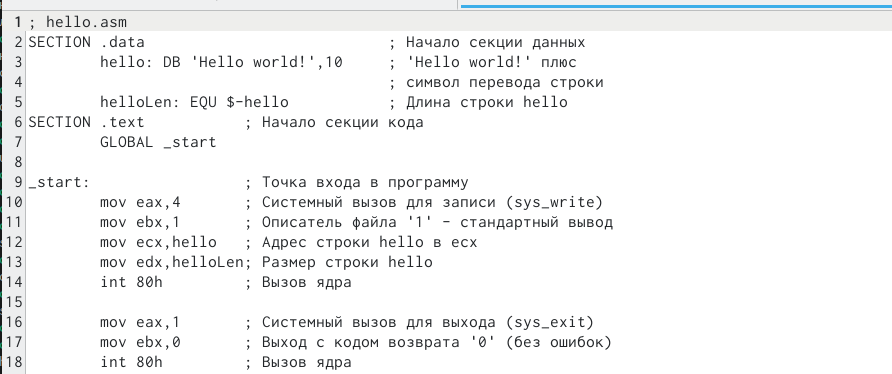 1 ; hello.asm
2 SECTION .data ; Начало секции данных
3 hello: DB 'Hello world!',10 ; 'Hello world!' плюс
4 ; символ перевода строки
5 helloLen: EQU $-hello ; Длина строки hello
6 SECTION .text ; Начало секции кода
7 GLOBAL _start
8
9 _start: ; Точка входа в программу
10 mov eax,4 ; Системный вызов для записи (sys_write)
11 mov ebx,1 ; Описатель файла '1' - стандартный вывод
12 mov ecx,hello ; Адрес строки hello в ecx
13 mov edx,helloLen; Размер строки hello
14 int 80h ; Вызов ядра
15
16 mov eax,1 ; Системный вызов для выхода (sys_exit)
17 mov ebx,0 ; Выход с кодом возврата '0' (без ошибок)
18 int 80h ; Вызов ядра